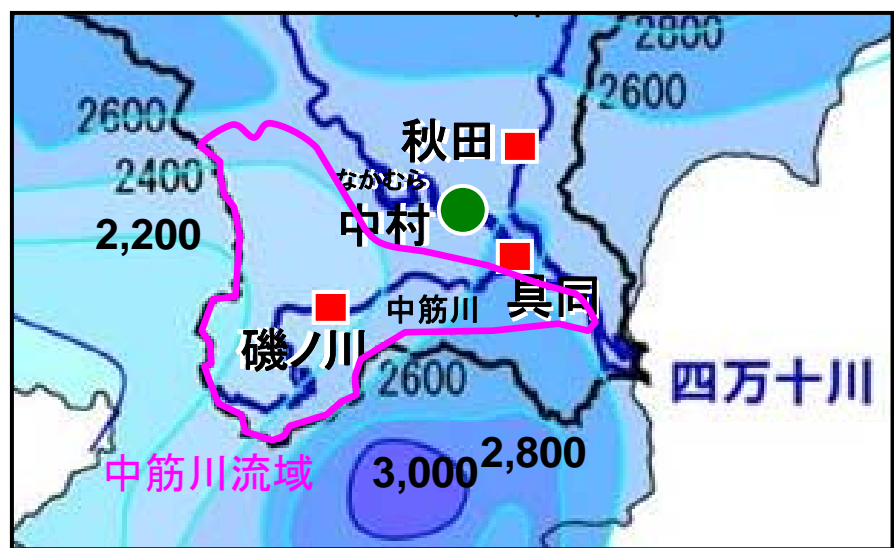 2800
2600
2600
秋田
2400
なかむら
中村
2,200
具同
中筋川
磯ノ川
2600
四万十川
2,800
中筋川流域
3,000